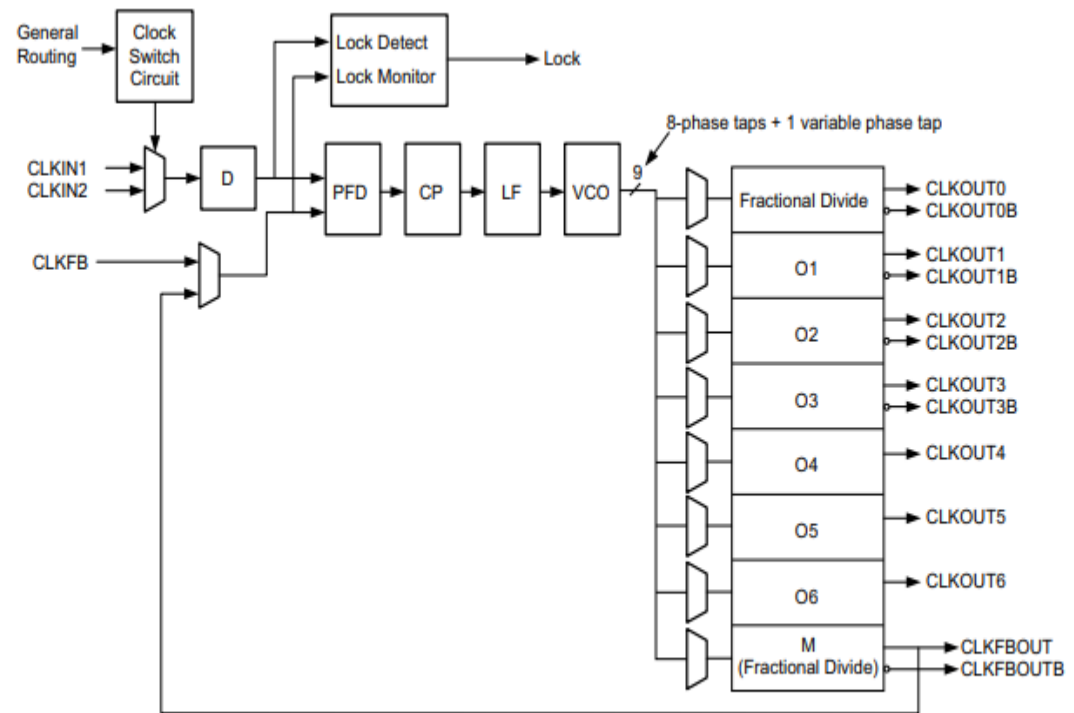 General
Routing
Clock
Switch
Circuit
Lock Detect
Lock Monitor
Lock
8-phase taps + 1 variable phase tap
CLKIN1
CLKIN2
D
PFD
CP
LF
VCO
9
CLKFB
Fractional Divide
CLKOUT0
CLKOUT0B
O1
CLKOUT1
CLKOUT1B
O2
CLKOUT2
CLKOUT2B
O3
CLKOUT3
CLKOUT3B
O4
CLKOUT4
O5
CLKOUT5
O6
CLKOUT6
M
(Fractional Divide)
CLKFBOUT
CLKFBOUTB